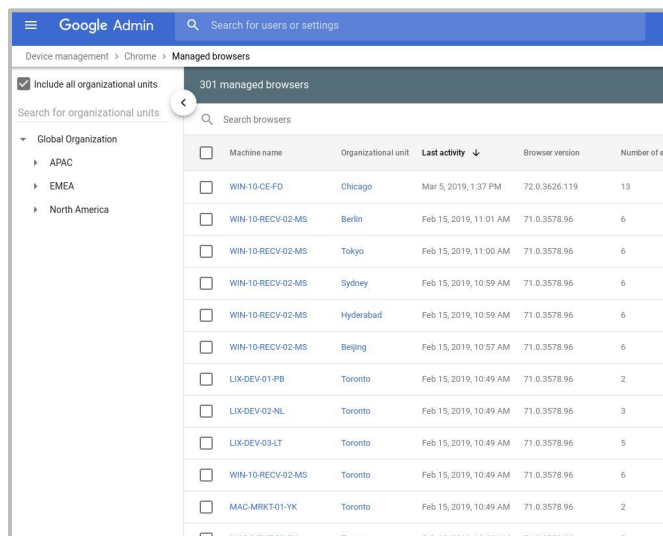 Google Admin
Search for users or settings
Device management > Chrome > Managed browsers
Include all organizational units
Search for organizational units
Global Organization
APAC
EMEA
North America
301 managed browsers
Search browsers
Machine name Organizational unit Last activity Browser version Number of e
WIN-10-CE-FO Chicago Mar 5, 2019, 1:37 PM 72.0.3626.119 13
WIN-10-RECV-02-MS Berlin Feb 15, 2019, 11:01 AM 71.0.3578.96 6
WIN-10-RECV-02-MS Tokyo Feb 15, 2019, 11:00 AM 71.0.3578.96 6
WIN-10-RECV-02-MS Sydney Feb 15, 2019, 10:59 AM 71.0.3578.96 6
WIN-10-RECV-02-MS Hyderabad Feb 15, 2019, 10:59 AM 71.0.3578.96 6
WIN-10-RECV-02-MS Beijing Feb 15, 2019, 10:57 AM 71.0.3578.96 6
LIX-DEV-01-PB Toronto Feb 15, 2019, 10:49 AM 71.0.3578.96 2
LIX-DEV-02-NL Toronto Feb 15, 2019, 10:49 AM 71.0.3578.96 3
LIX-DEV-03-LT Toronto Feb 15, 2019, 10:49 AM 71.0.3578.96 5
WIN-10-RECV-02-MS Toronto Feb 15, 2019, 10:49 AM 71.0.3578.96 6
MAC-MRKT-01-YK Toronto Feb 15, 2019, 10:49 AM 71.0.3578.96 2